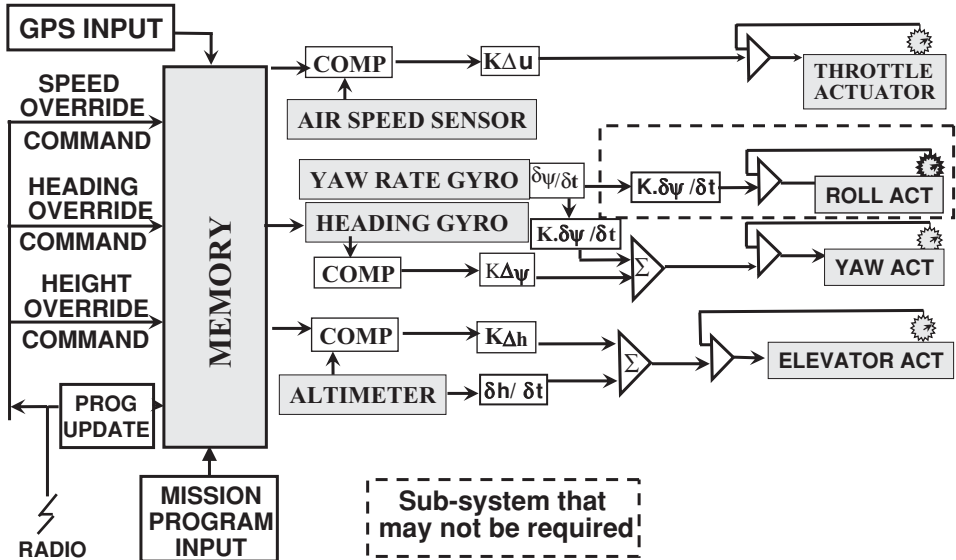 GPS INPUT
SPEED
OVERRIDE
COMMAND
HEADING
OVERRIDE
COMMAND
HEIGHT
OVERRIDE
COMMAND
PROG
UPDATE
RADIO
MEMORY
MISSION
PROGRAM
INPUT
COMP
KΔu
AIR SPEED SENSOR
THROTTLE
ACTUATOR
YAW RATE GYRO
δψ/δt
K.δψ /δt
ROLL ACT
HEADING GYRO
K.δψ /δt
COMP
KΔψ
Σ
YAW ACT
COMP
KΔh
Σ
ELEVATOR ACT
ALTIMETER
δh/ δt
Sub-system that
may not be required